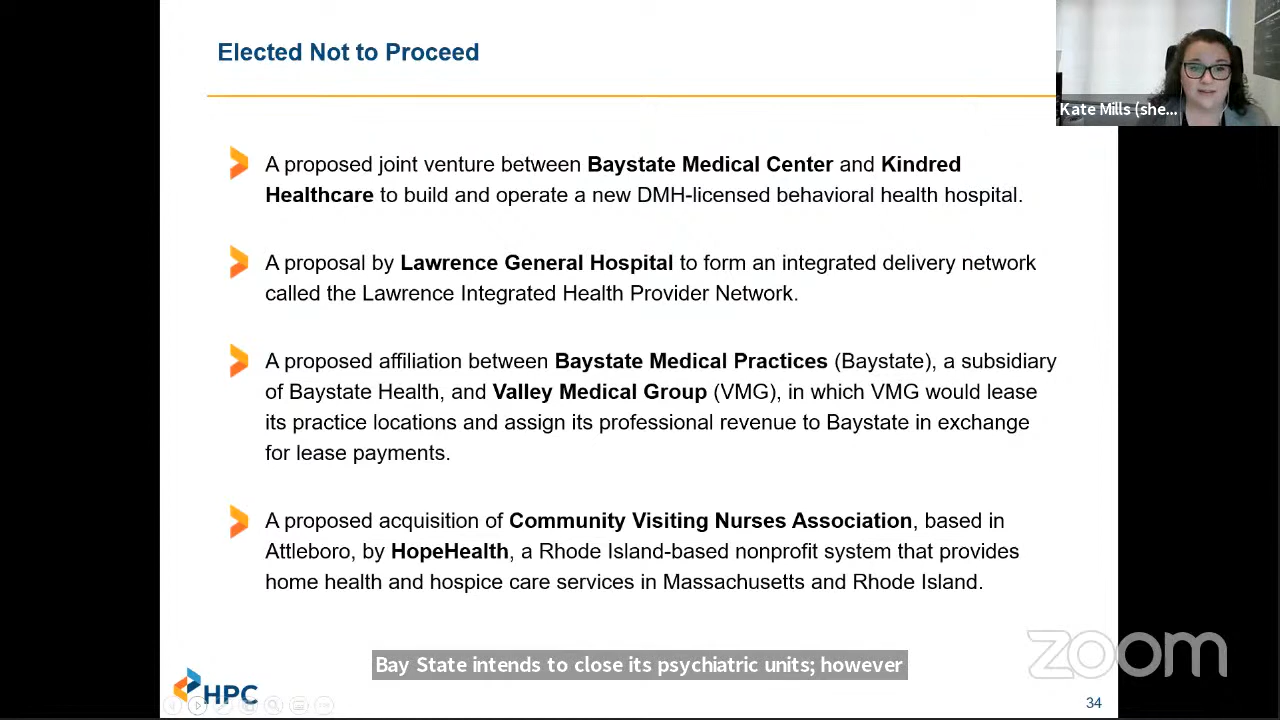 Elected Not to Proceed
Kate Mills (she...
A proposed joint venture between Baystate Medical Center and Kindred
Healthcare to build and operate a new DMH-licensed behavioral health hospital.
A proposal by Lawrence General Hospital to form an integrated delivery network
called the Lawrence Integrated Health Provider Network.
A proposed affiliation between Baystate Medical Practices (Baystate), a subsidiary
of Baystate Health, and Valley Medical Group (VMG), in which VMG would lease
its practice locations and assign its professional revenue to Baystate in exchange
for lease payments.
A proposed acquisition of Community Visiting Nurses Association, based in
Attleboro, by HopeHealth, a Rhode Island-based nonprofit system that provides
home health and hospice care services in Massachusetts and Rhode Island.
Bay State intends to close its psychiatric units; however
zoom
HPC
34